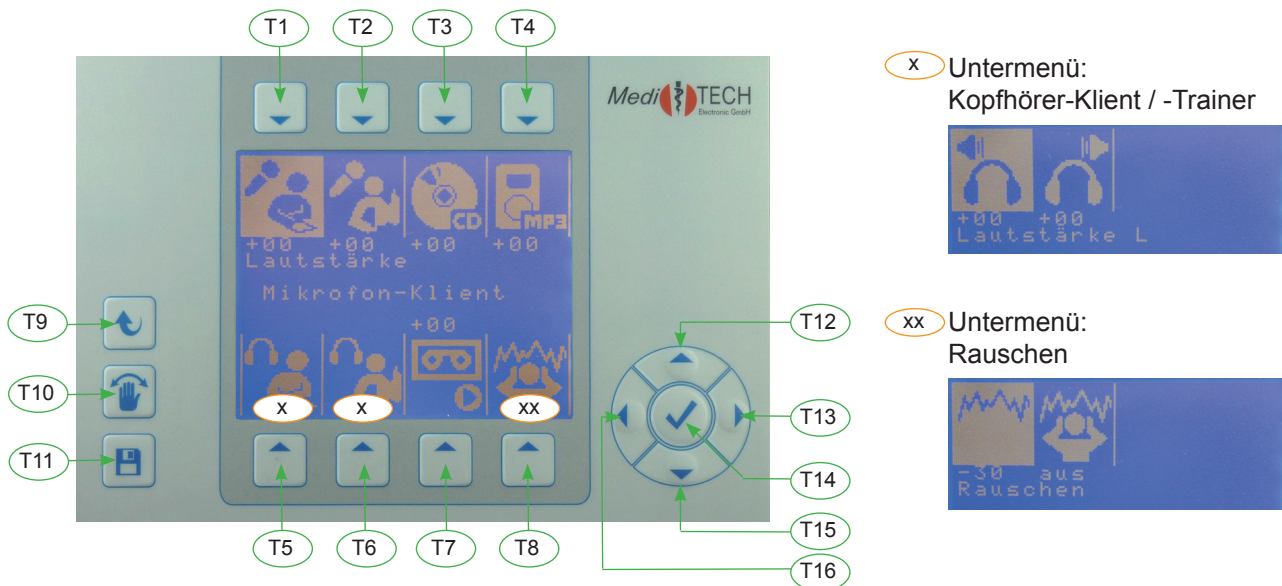 T1
T2
T3
T4
MediTECH
Electronic GmbH
CD
MP3
+00 +00 +00 +00
Lautstärke
Mikrofon-Klient
+00
x
x
xx
T5
T6
T7
T8
T9
T10
T11
T12
T13
T14
T15
T16
x Untermenü:
Kopfhörer-Klient / -Trainer
+00 +00
Lautstärke L
xx Untermenü:
Rauschen
-30 aus
Rauschen